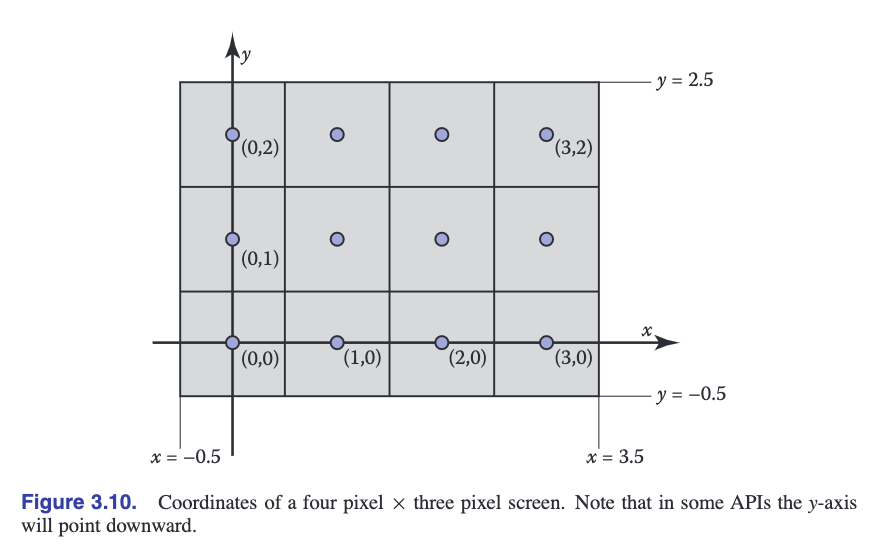 y
y = 2.5
(0,2)
(3,2)
(0,1)
x
(0,0)
(1,0)
(2,0)
(3,0)
y = −0.5
x = −0.5
x = 3.5
Figure 3.10. Coordinates of a four pixel × three pixel screen. Note that in some APIs the y-axis
will point downward.